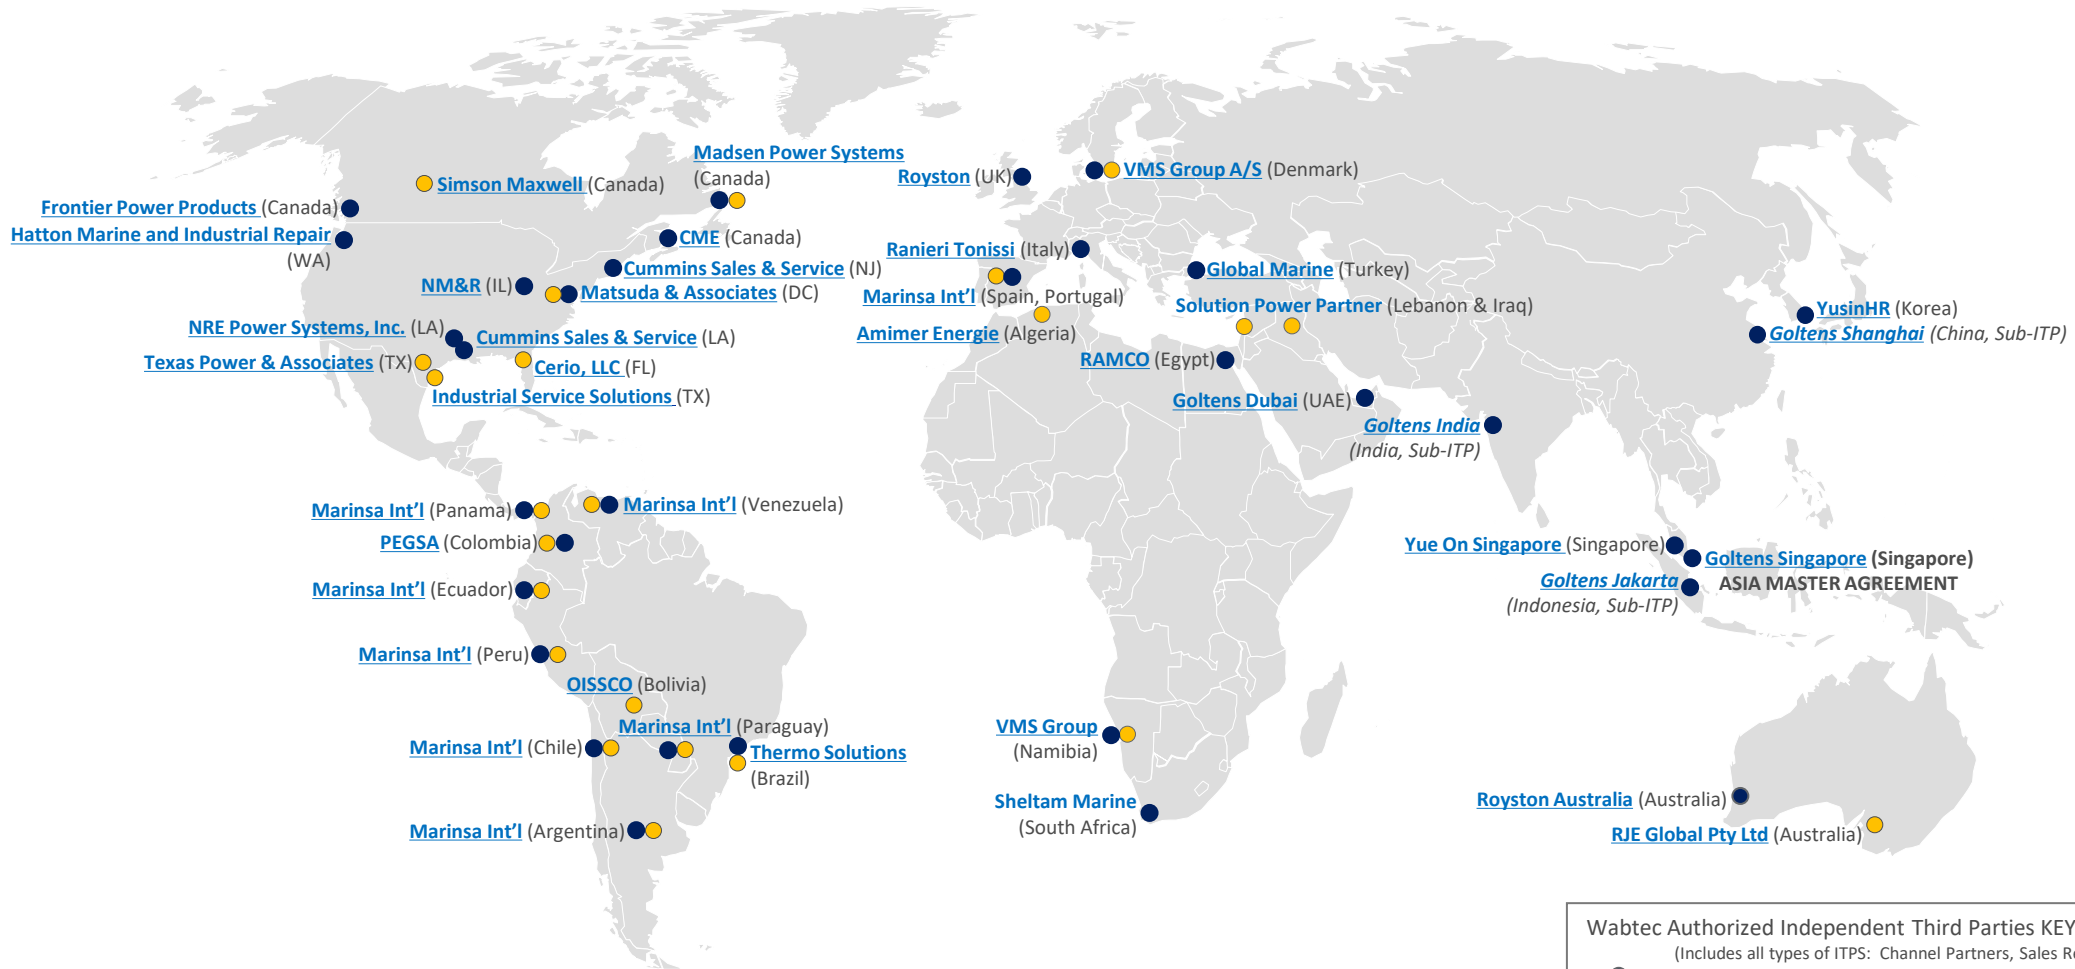 Madsen Power Systems
(Canada)
Simson Maxwell (Canada)
Frontier Power Products (Canada)
Hatton Marine and Industrial Repair
(WA)
CME (Canada)
Cummins Sales & Service (NJ)
NM&R (IL)
Matsuda & Associates (DC)
NRE Power Systems, Inc. (LA)
Cummins Sales & Service (LA)
Texas Power & Associates (TX)
Cerio, LLC (FL)
Industrial Service Solutions (TX)
Marinsa Int'l (Panama)
Marinsa Int'l (Venezuela)
PEGSA (Colombia)
Marinsa Int'l (Ecuador)
Marinsa Int'l (Peru)
OISSCO (Bolivia)
Marinsa Int'l (Paraguay)
Marinsa Int'l (Chile)
Thermo Solutions
(Brazil)
Marinsa Int'l (Argentina)
Royston (UK)
VMS Group A/S (Denmark)
Ranieri Tonissi (Italy)
Global Marine (Turkey)
Marinsa Int'l (Spain, Portugal)
Solution Power Partner (Lebanon & Iraq)
Amimer Energie (Algeria)
RAMCO (Egypt)
Goltens Dubai (UAE)
Goltens India
(India, Sub-ITP)
VMS Group
(Namibia)
Sheltam Marine
(South Africa)
YusinHR (Korea)
Goltens Shanghai (China, Sub-ITP)
Yue On Singapore (Singapore)
Goltens Singapore (Singapore)
ASIA MASTER AGREEMENT
Goltens Jakarta
(Indonesia, Sub-ITP)
Royston Australia (Australia)
RJE Global Pty Ltd (Australia)
Wabtec Authorized Independent Third Parties KEY
(Includes all types of ITPS: Channel Partners, Sales Re